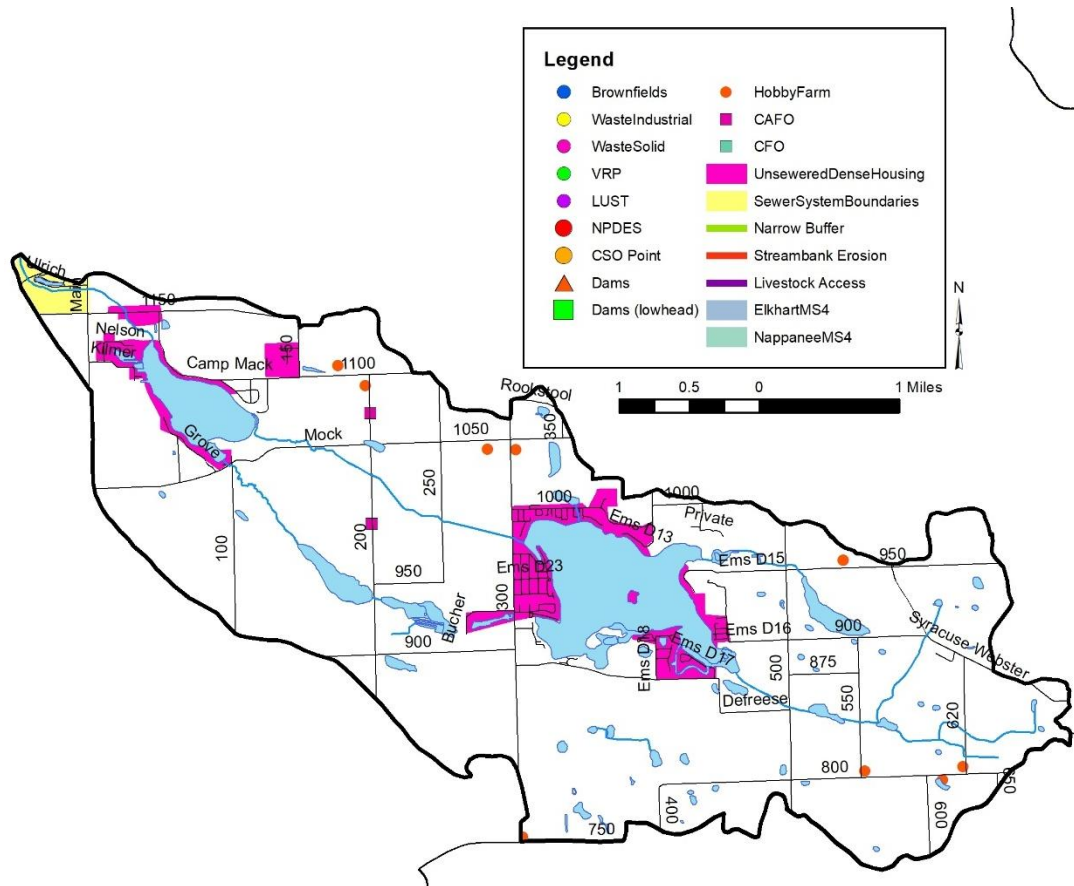 Legend
Brownfields
WasteIndustrial
WasteSolid
VRP
LUST
NPDES
CSO Point
Dams
Dams (lowhead)
HobbyFarm
CAFO
CFO
UnseweredDenseHousing
SewerSystemBoundaries
Narrow Buffer
Streambank Erosion
Livestock Access
ElkhartMS4
NappaneeMS4
N
1 0.5 0 1 Miles
Ulrich
Main
1150
Nelson
Kilmer
Camp Mack
150
1100
Rookstool
Grove
Mock
1050
350
250
100
200
1000
1000
Ems D13
Private
950
Ems D23
Ems D15
950
300
Bucher
900
Ems D18
Ems D17
Ems D16
900
Syracuse Webster
500
875
550
Defreese
620
800
400
600
650
750